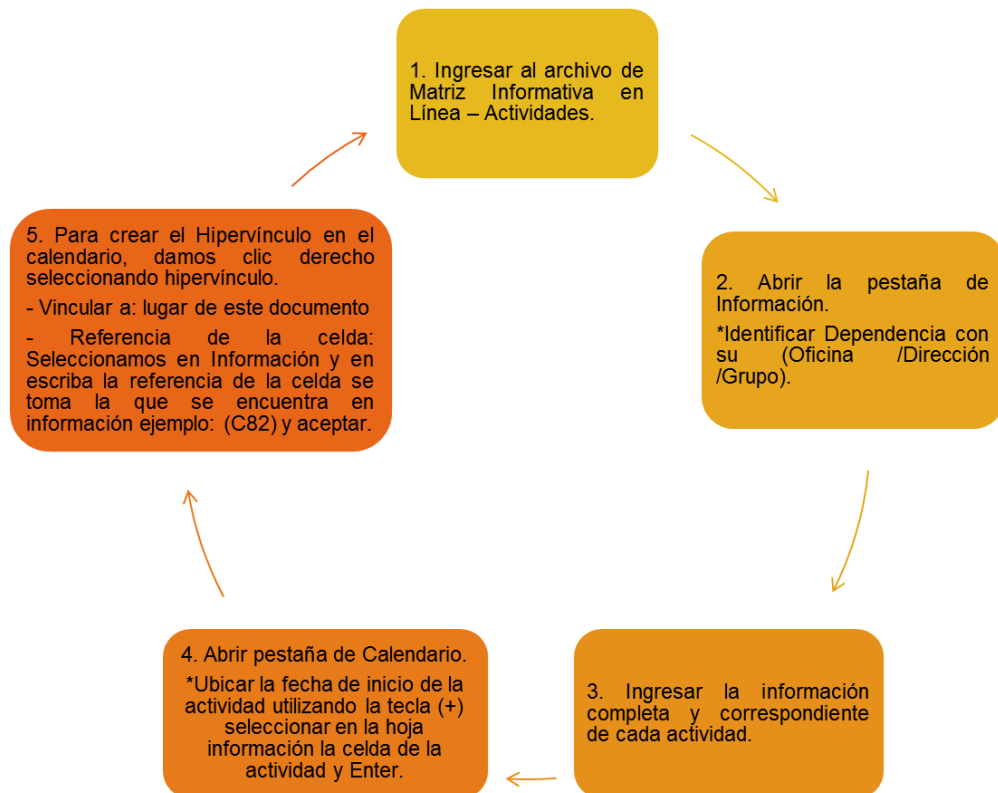 1. Ingresar al archivo de
Matriz Informativa en
Línea – Actividades.
2. Abrir la pestaña de
Información.
*Identificar Dependencia con
su (Oficina /Dirección
/Grupo).
3. Ingresar la información
completa y correspondiente
de cada actividad.
4. Abrir pestaña de Calendario.
*Ubicar la fecha de inicio de la
actividad utilizando la tecla (+)
seleccionar en la hoja
información la celda de la
actividad y Enter.
5. Para crear el Hipervínculo en el
calendario, damos clic derecho
seleccionando hipervínculo.
- Vincular a: lugar de este documento
- Referencia de la celda:
Seleccionamos en Información y en
escriba la referencia de la celda se
toma la que se encuentra en
información ejemplo: (C82) y aceptar.